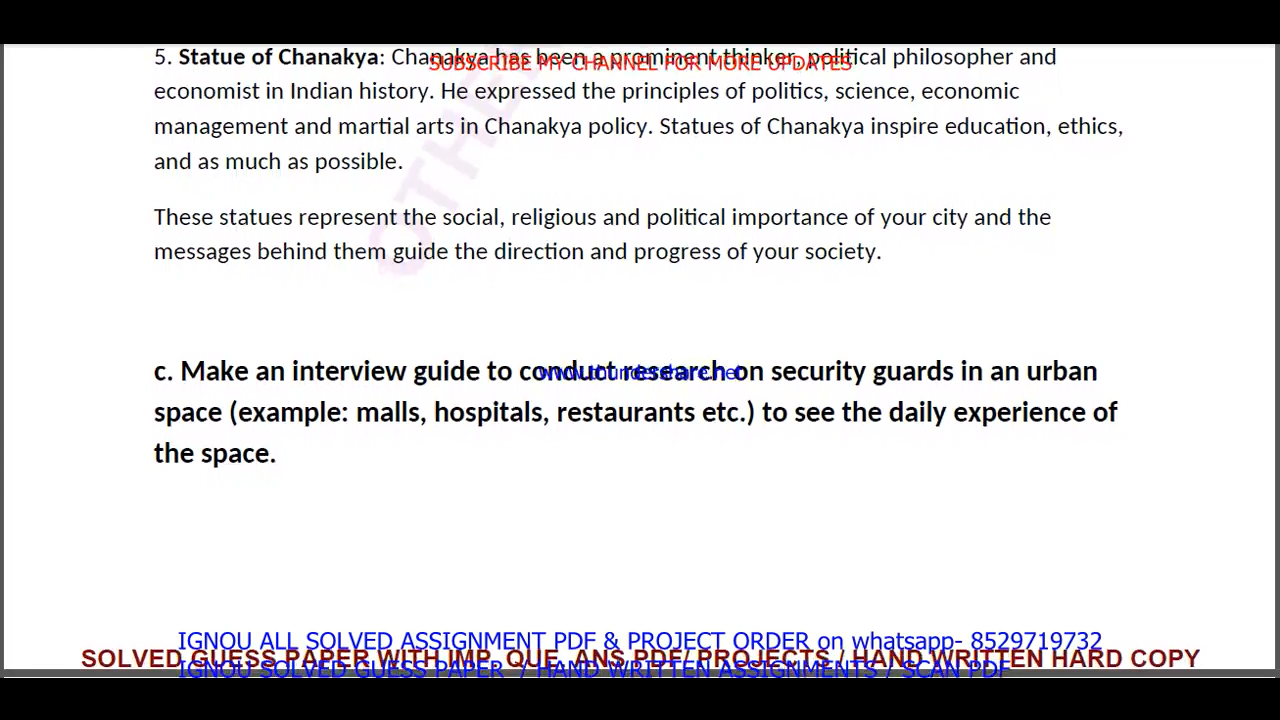 5. Statue of Chanakya: Chanakya has been a prominent thinker, political philosopher and
SUBSCRIBE MY CHANNEL FOR MORE UPDATES
economist in Indian history. He expressed the principles of politics, science, economic
management and martial arts in Chanakya policy. Statues of Chanakya inspire education, ethics,
and as much as possible.
These statues represent the social, religious and political importance of your city and the
messages behind them guide the direction and progress of your society.
c. Make an interview guide to conduct research on security guards in an urban
www.thundershare.net
space (example: malls, hospitals, restaurants etc.) to see the daily experience of
the space.
IGNOU ALL SOLVED ASSIGNMENT PDF & PROJECT ORDER on whatsapp- 8529719732
SOLVED GUESS PAPER WITH IMP. QUE. ANS PDF/ PROJECTS / HAND WRITTEN HARD COPY
IGNOU SOLVED GUESS PAPER / HAND WRITTEN ASSIGNMENTS / SCAN PDF